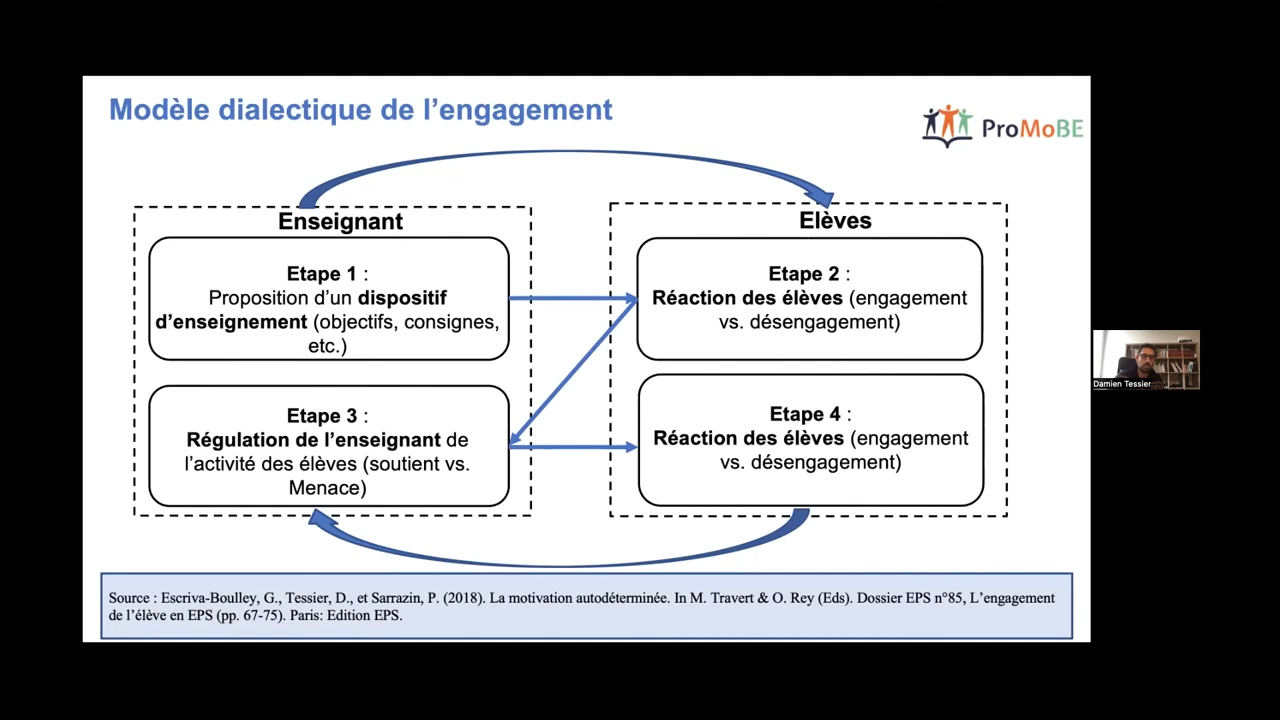 Modèle dialectique de l’engagement
ProMoBE
Enseignant
Etape 1 :
Proposition d’un dispositif
d’enseignement (objectifs, consignes,
etc.)
Etape 3 :
Régulation de l’enseignant de
l’activité des élèves (soutient vs.
Menace)
Elèves
Etape 2 :
Réaction des élèves (engagement
vs. désengagement)
Etape 4 :
Réaction des élèves (engagement
vs. désengagement)
Damien Tessier
Source : Escriva-Boulley, G., Tessier, D., et Sarrazin, P. (2018). La motivation autodéterminée. In M. Travert & O. Rey (Eds). Dossier EPS n°85, L’engagement
de l’élève en EPS (pp. 67-75). Paris: Edition EPS.